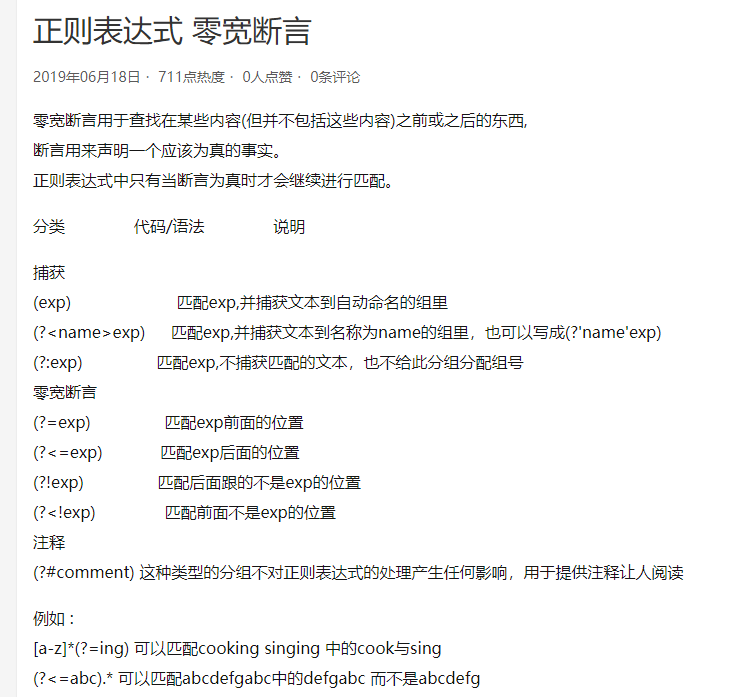 正则表达式 零宽断言
2019年06月18日 · 711点热度 · 0人点赞 · 0条评论
零宽断言用于查找在某些内容(但并不包括这些内容)之前或之后的东西,
断言用来声明一个应该为真的事实。
正则表达式中只有当断言为真时才会继续进行匹配。
分类 代码/语法 说明
捕获
(exp) 匹配exp,并捕获文本到自动命名的组里
(?<name>exp) 匹配exp,并捕获文本到名称为name的组里，也可以写成(?'name'exp)
(?:exp) 匹配exp,不捕获匹配的文本，也不给此分组分配组号
零宽断言
(?=exp) 匹配exp前面的位置
(?<=exp) 匹配exp后面的位置
(?!exp) 匹配后面跟的不是exp的位置
(?<!exp) 匹配前面不是exp的位置
注释
(?#comment) 这种类型的分组不对正则表达式的处理产生任何影响，用于提供注释让人阅读
例如：
[a-z]*(?=ing) 可以匹配cooking singing 中的cook与sing
(?<=abc).* 可以匹配abcdefgabc中的defgabc 而不是abcdefg